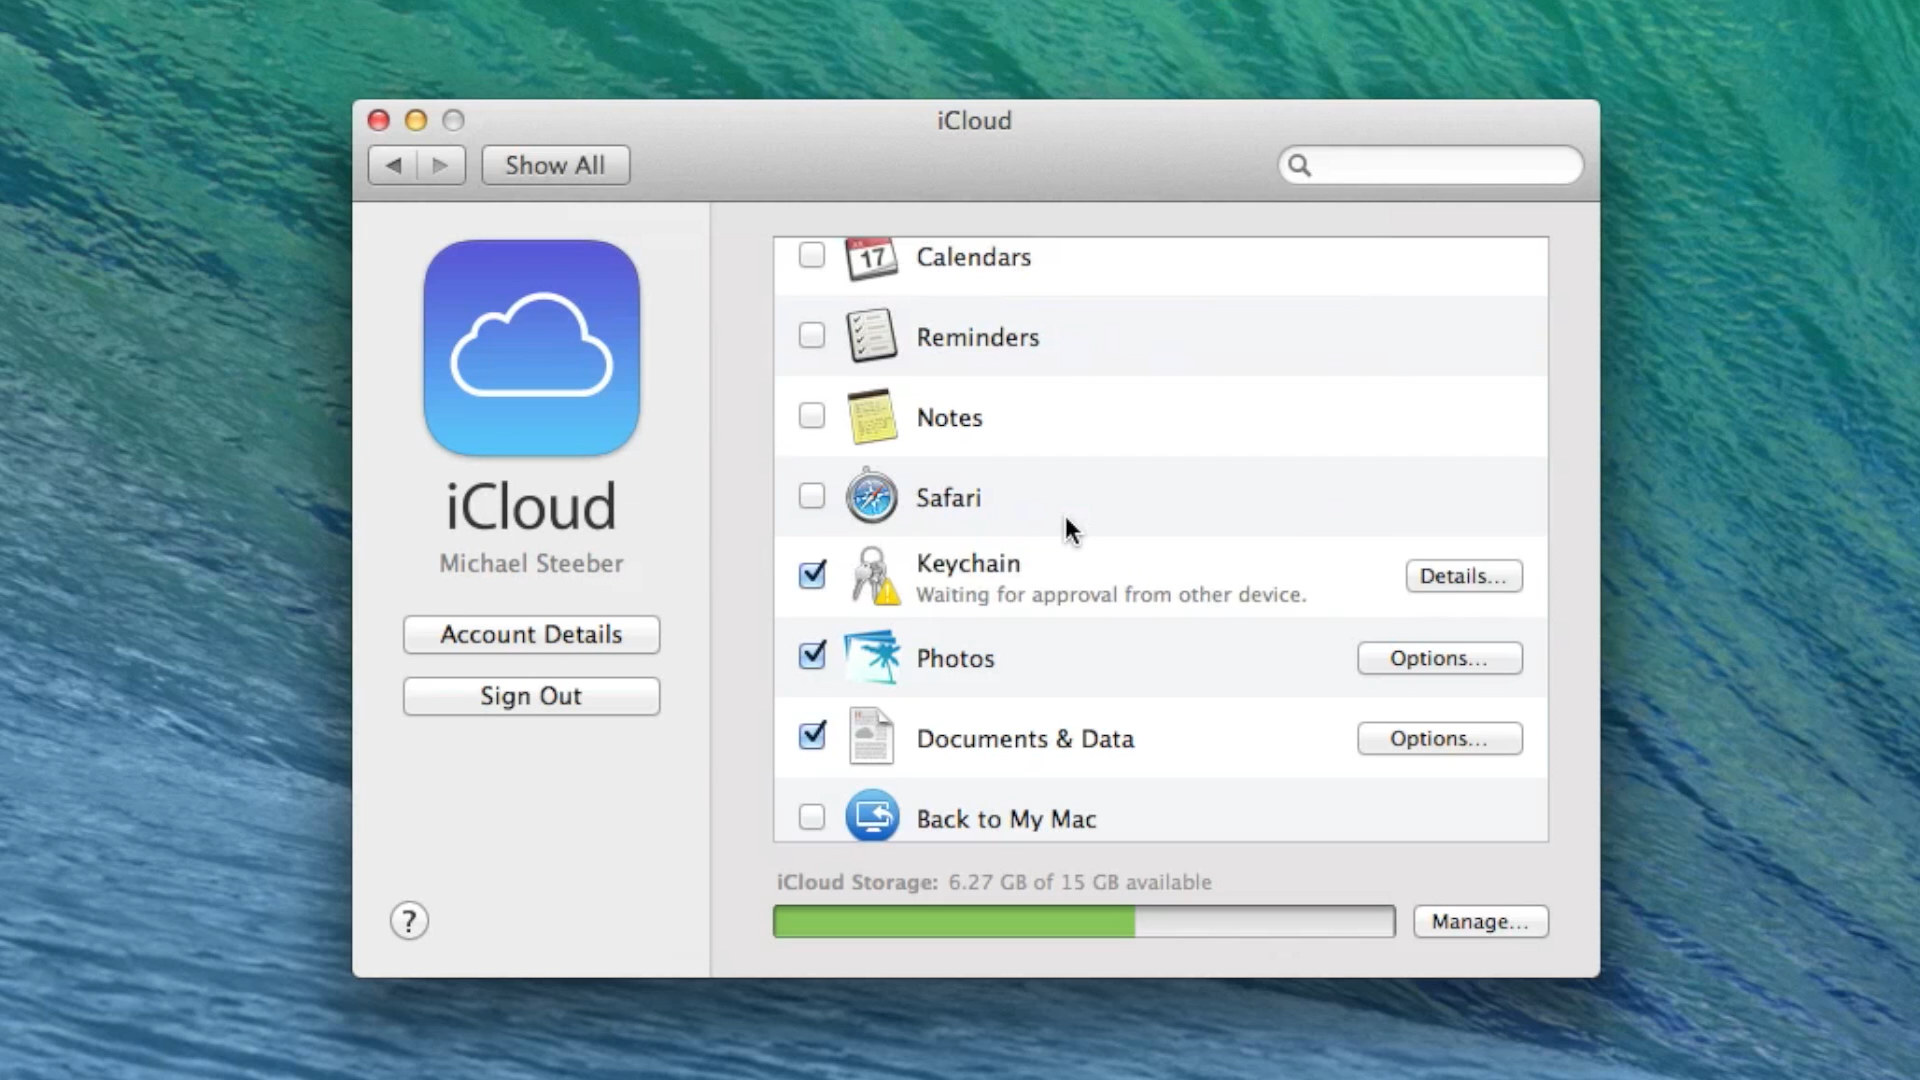 iCloud
Show All
iCloud
Michael Steeber
Account Details
Sign Out
?
17
Calendars
Reminders
Notes
Safari
Keychain
Waiting for approval from other device.
Details...
Photos
Options...
Documents & Data
Options...
Back to My Mac
iCloud Storage: 6.27 GB of 15 GB available
Manage...